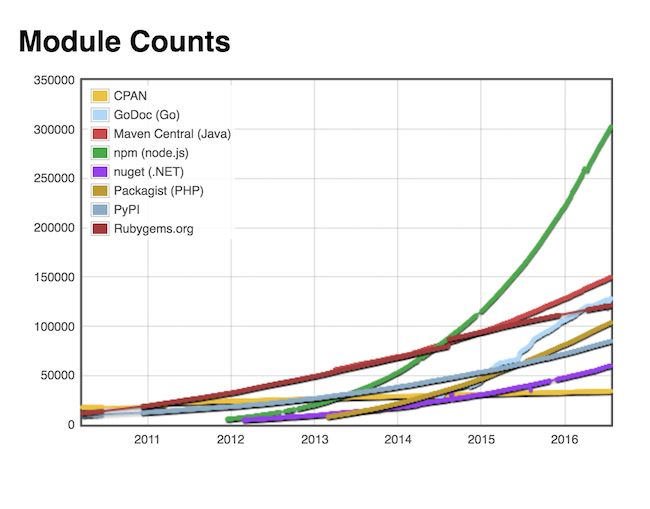 Module Counts
350000
300000
250000
200000
150000
100000
50000
0
CPAN
GoDoc (Go)
Maven Central (Java)
npm (node.js)
nuget (.NET)
Packagist (PHP)
PyPI
Rubygems.org
2011 2012 2013 2014 2015 2016